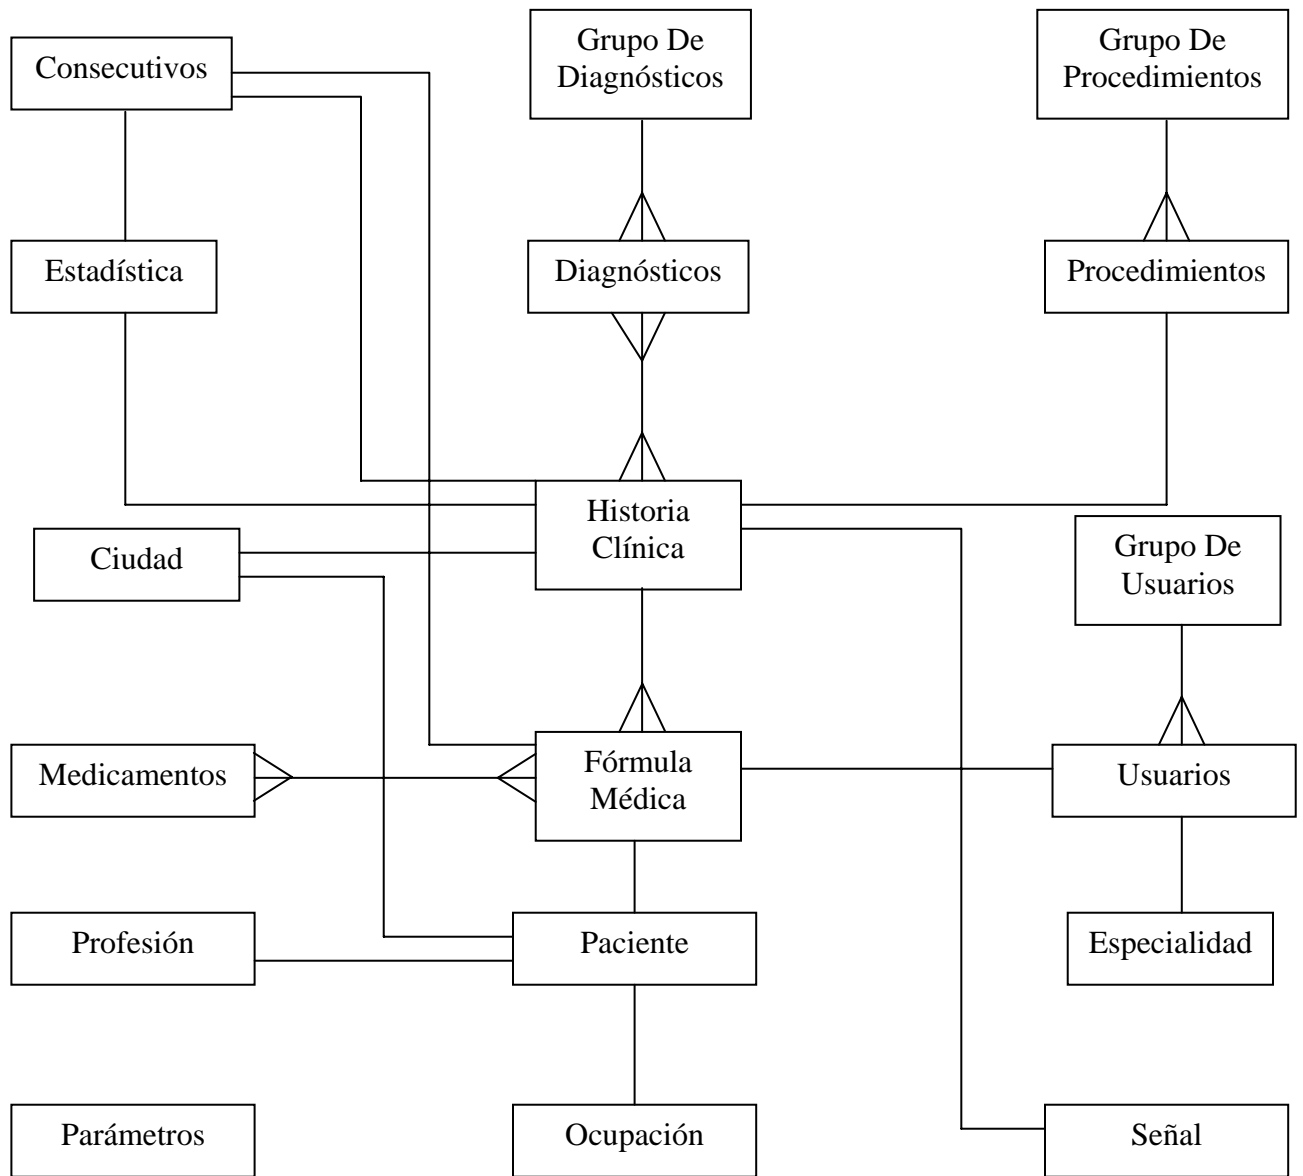 Consecutivos
Grupo De
Diagnósticos
Grupo De
Procedimientos
Estadística
Diagnósticos
Procedimientos
Historia
Clínica
Ciudad
Grupo De
Usuarios
Medicamentos
Fórmula
Médica
Usuarios
Profesión
Paciente
Especialidad
Parámetros
Ocupación
Señal